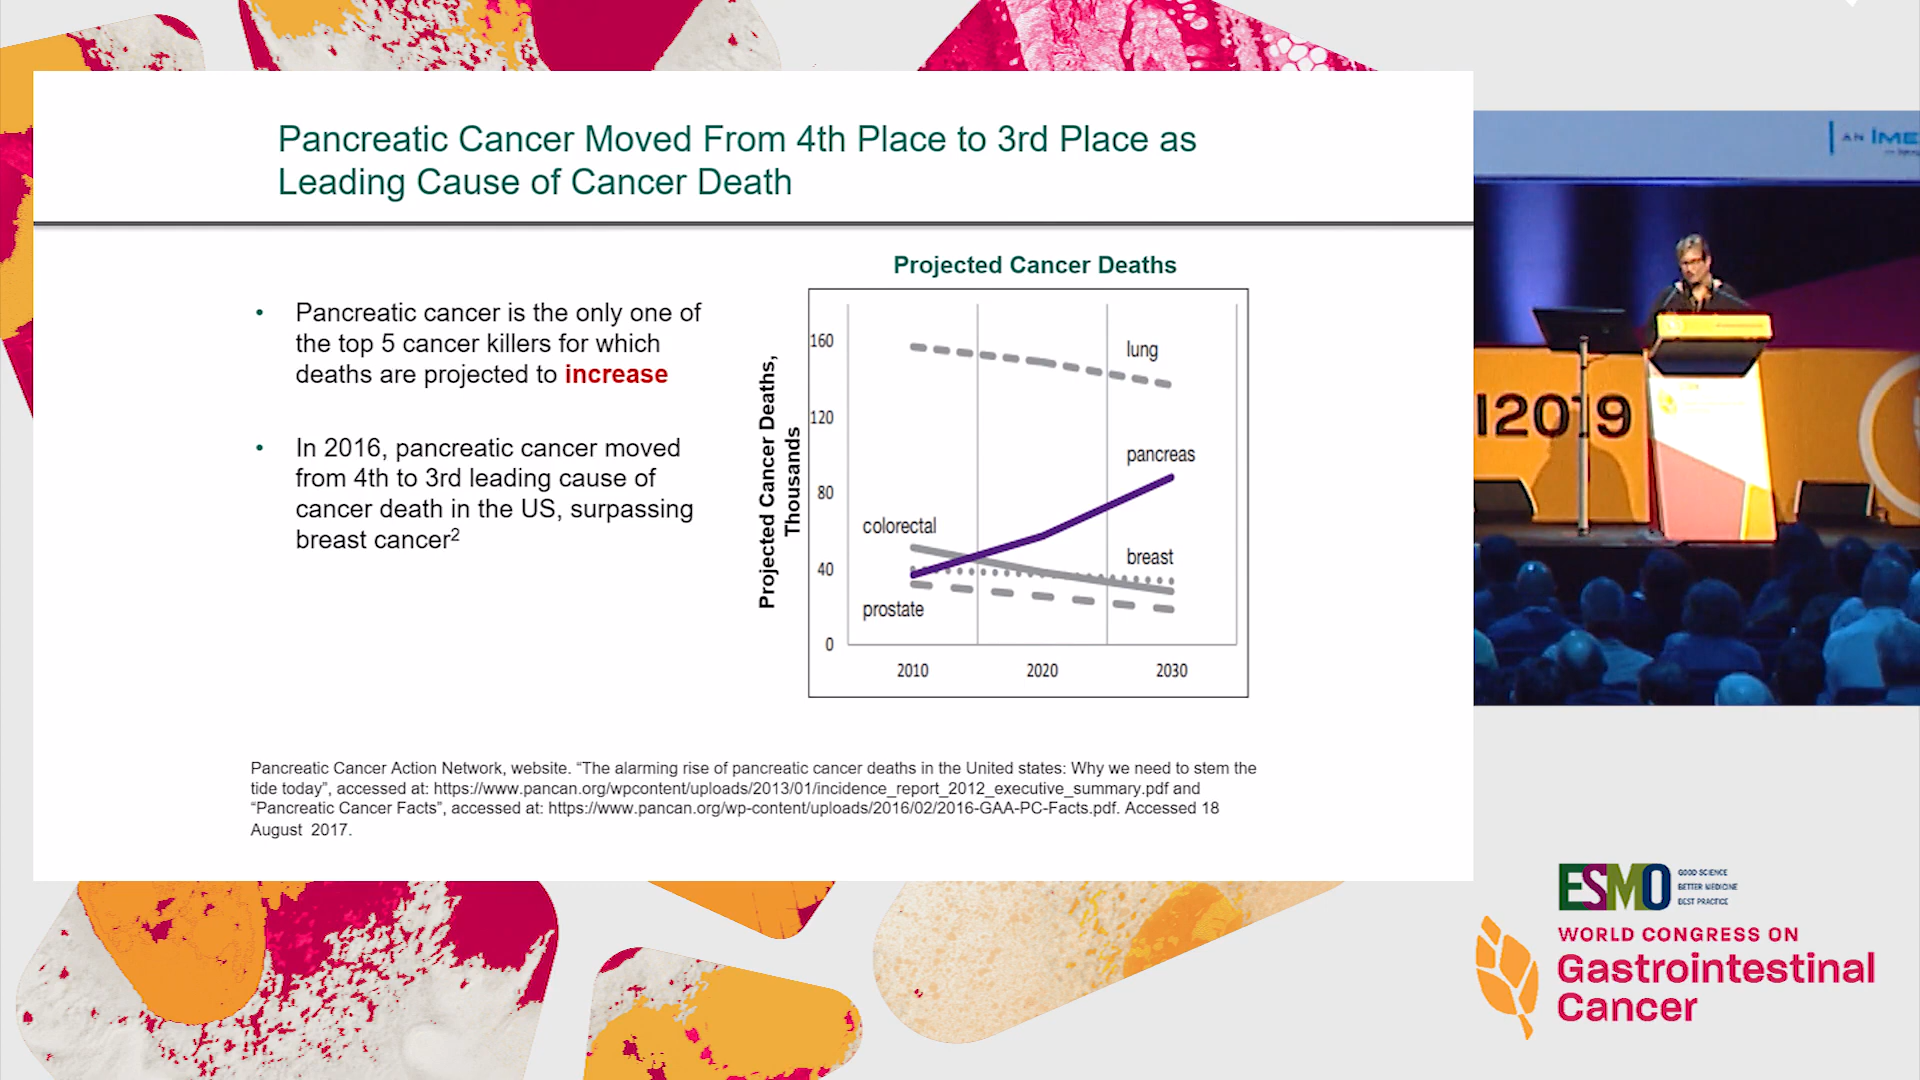 Pancreatic Cancer Moved From 4th Place to 3rd Place as
Leading Cause of Cancer Death
• Pancreatic cancer is the only one of
the top 5 cancer killers for which
deaths are projected to increase
• In 2016, pancreatic cancer moved
from 4th to 3rd leading cause of
cancer death in the US, surpassing
breast cancer2
Projected Cancer Deaths
Projected Cancer Deaths,
Thousands
160
120
80
40
0
lung
pancreas
colorectal
breast
prostate
2010
2020
2030
Pancreatic Cancer Action Network, website. “The alarming rise of pancreatic cancer deaths in the United states: Why we need to stem the
tide today”, accessed at: https://www.pancan.org/wpcontent/uploads/2013/01/incidence_report_2012_executive_summary.pdf and
“Pancreatic Cancer Facts”, accessed at: https://www.pancan.org/wp-content/uploads/2016/02/2016-GAA-PC-Facts.pdf. Accessed 18
August 2017.
AN IME
I2019
ESMO
GOOD SCIENCE
BETTER MEDICINE
BEST PRACTICE
WORLD CONGRESS ON
Gastrointestinal
Cancer